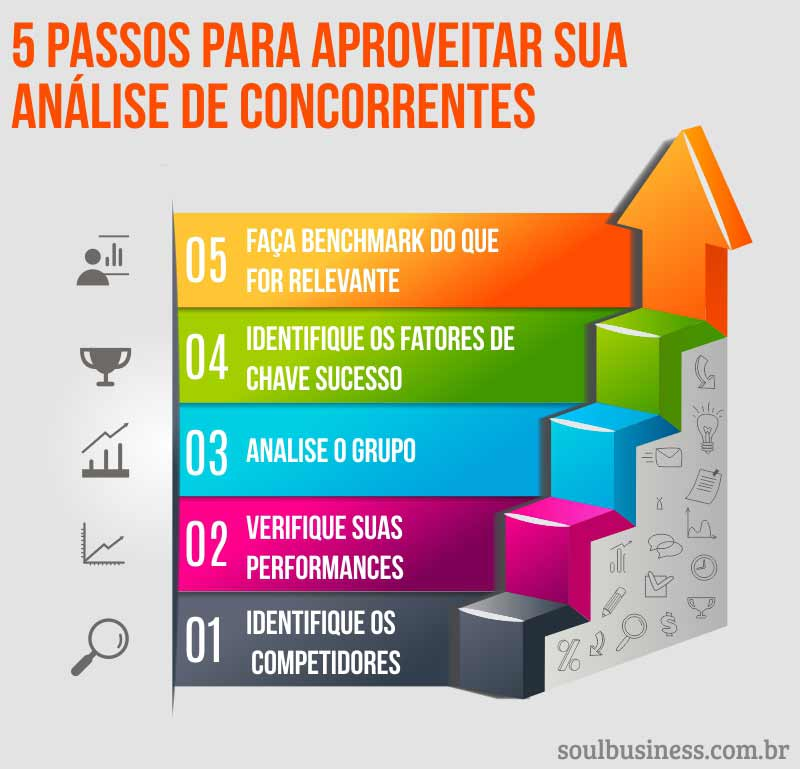 5 PASSOS PARA APROVEITAR SUA
ANÁLISE DE CONCORRENTES
05
FAÇA BENCHMARK DO QUE
FOR RELEVANTE
04
IDENTIFIQUE OS FATORES DE
CHAVE SUCESSO
03
ANALISE O GRUPO
02
VERIFIQUE SUAS
PERFORMANCES
01
IDENTIFIQUE OS
COMPETIDORES
%
$
soulbusiness.com.br